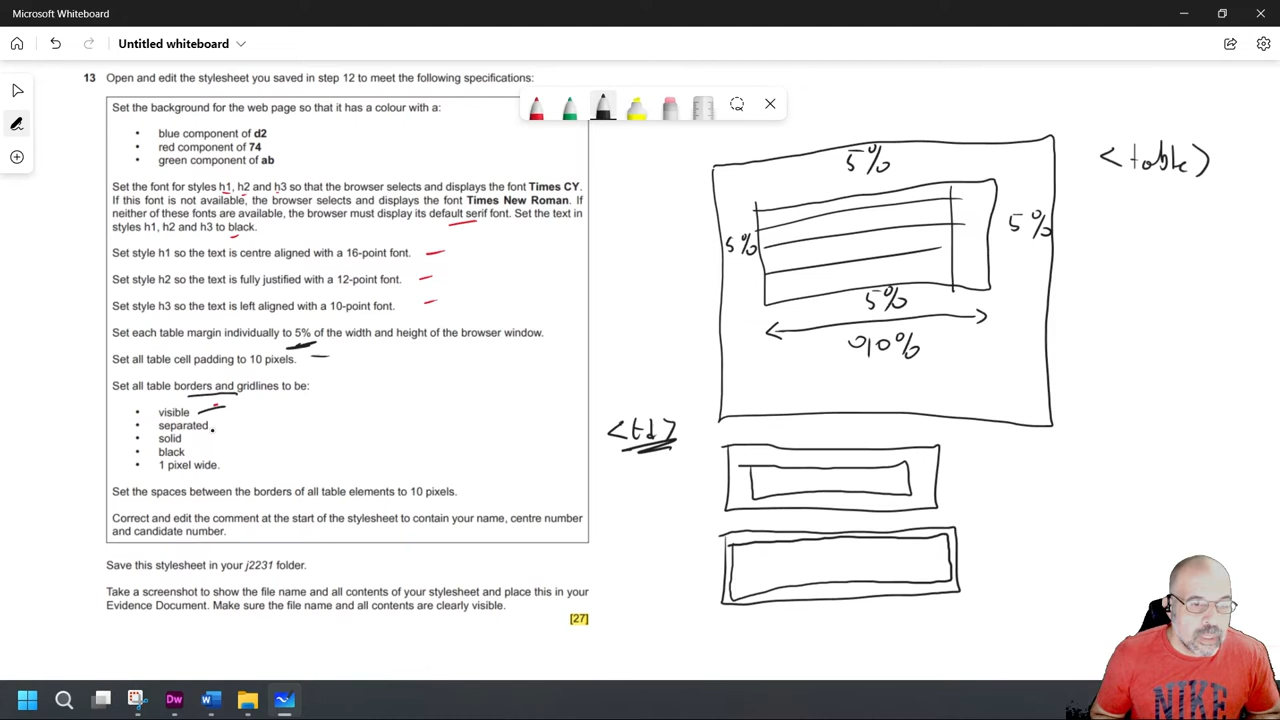 Microsoft Whiteboard
Untitled whiteboard
13 Open and edit the stylesheet you saved in step 12 to meet the following specifications:
Set the background for the web page so that it has a colour with a:
• blue component of d2
• red component of 74
• green component of ab
Set the font for styles h1, h2 and h3 so that the browser selects and displays the font Times CY.
If this font is not available, the browser selects and displays the font Times New Roman. If
neither of these fonts are available, the browser must display its default serif font. Set the text in
styles h1, h2 and h3 to black.
Set style h1 so the text is centre aligned with a 16-point font.
Set style h2 so the text is fully justified with a 12-point font.
Set style h3 so the text is left aligned with a 10-point font.
Set each table margin individually to 5% of the width and height of the browser window.
Set all table cell padding to 10 pixels.
Set all table borders and gridlines to be:
• visible
• separated
• solid
• black
• 1 pixel wide.
Set the spaces between the borders of all table elements to 10 pixels.
Correct and edit the comment at the start of the stylesheet to contain your name, centre number
and candidate number.
Save this stylesheet in your j2231 folder.
Take a screenshot to show the file name and all contents of your stylesheet and place this in your
Evidence Document. Make sure the file name and all contents are clearly visible.
[27]
5%
<table>
5%
5%
5%
<td>
Dw
W
NIKE